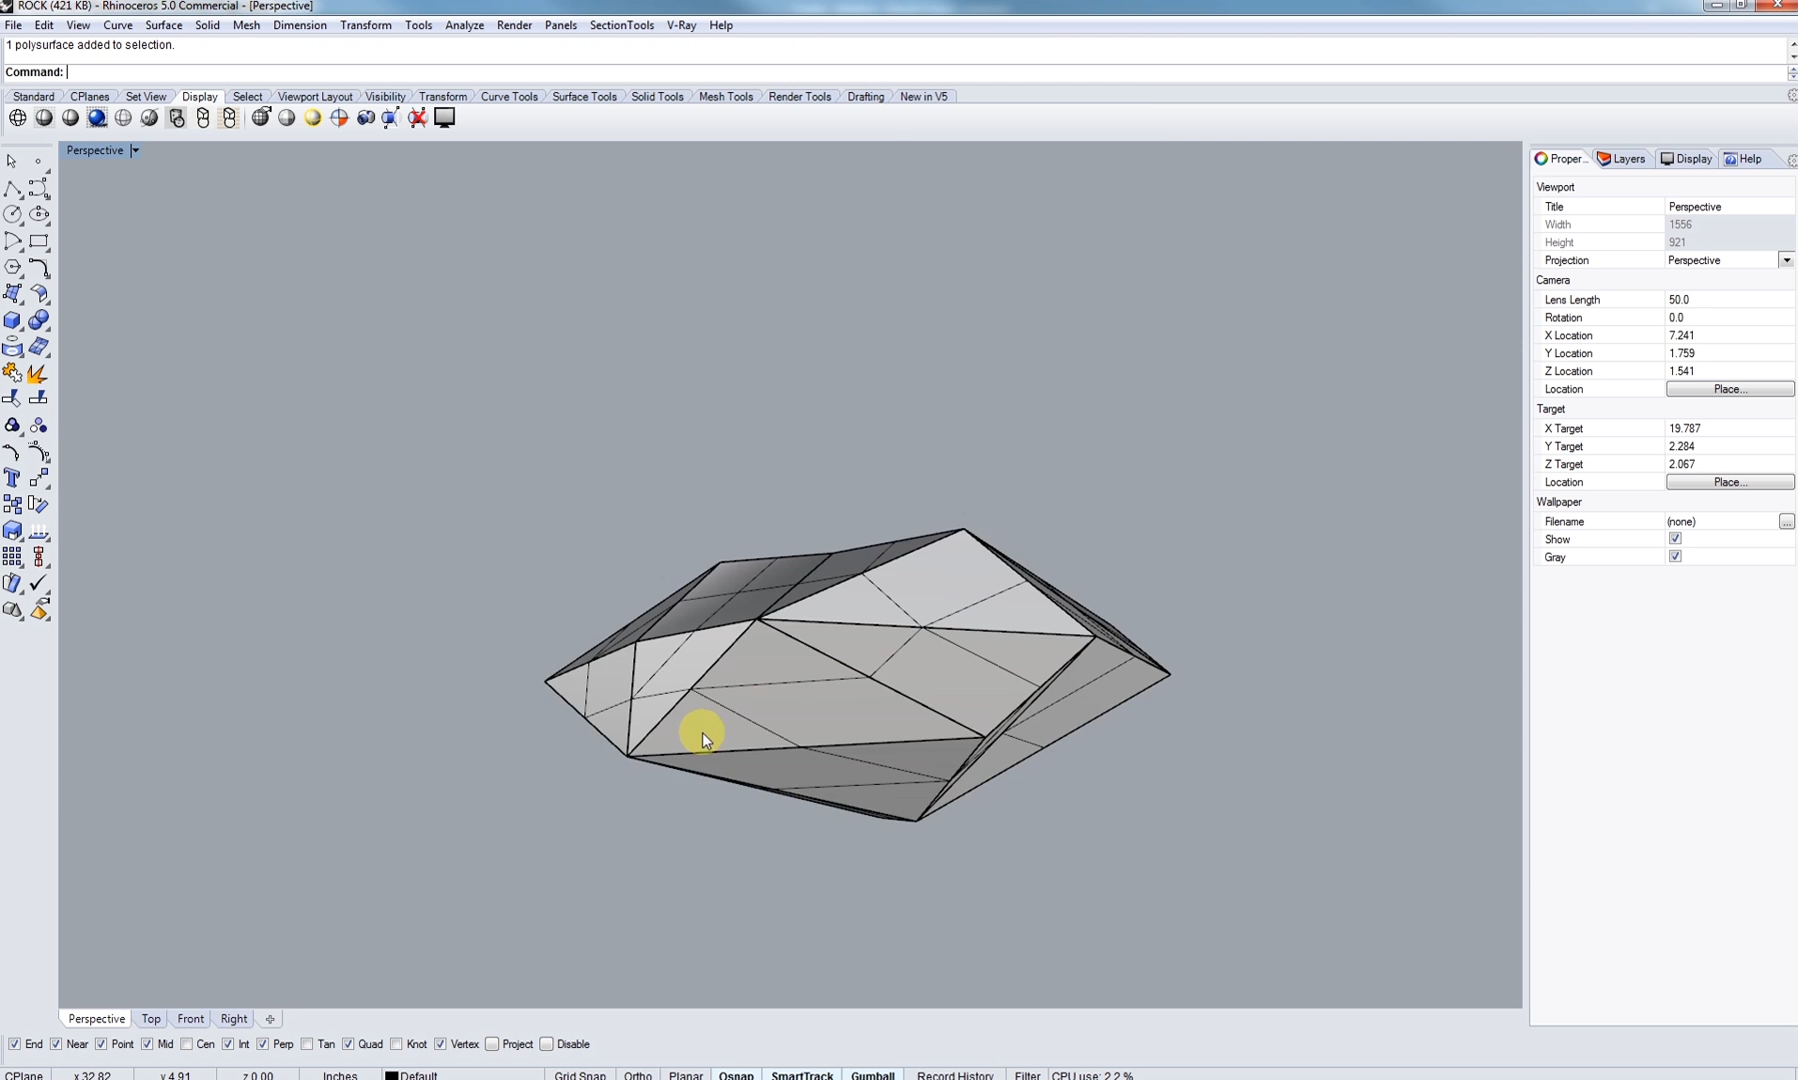 ROCK (421 KB) - Rhinoceros 5.0 Commercial - [Perspective]
File Edit View Curve Surface Solid Mesh Dimension Transform Tools Analyze Render Panels SectionTools V-Ray Help
1 polysurface added to selection.
Command:
Standard CPlanes Set View Display Select Viewport Layout Visibility Transform Curve Tools Surface Tools Solid Tools Mesh Tools Render Tools Drafting New in V5
Perspective
Proper... Layers Display Help
Viewport
Title Perspective
Width 1556
Height 921
Projection Perspective
Camera
Lens Length 50.0
Rotation 0.0
X Location 7.241
Y Location 1.759
Z Location 1.541
Location Place...
Target
X Target 19.787
Y Target 2.284
Z Target 2.067
Location Place...
Wallpaper
Filename (none) ...
Show
Gray
Perspective Top Front Right
End Near Point Mid Cen Int Perp Tan Quad Knot Vertex Project Disable
CPlane x 32.82 y 4.91 z 0.00 Inches Default Grid Snap Ortho Planar Osnap SmartTrack Gumball Record History Filter CPU use: 2.2 %